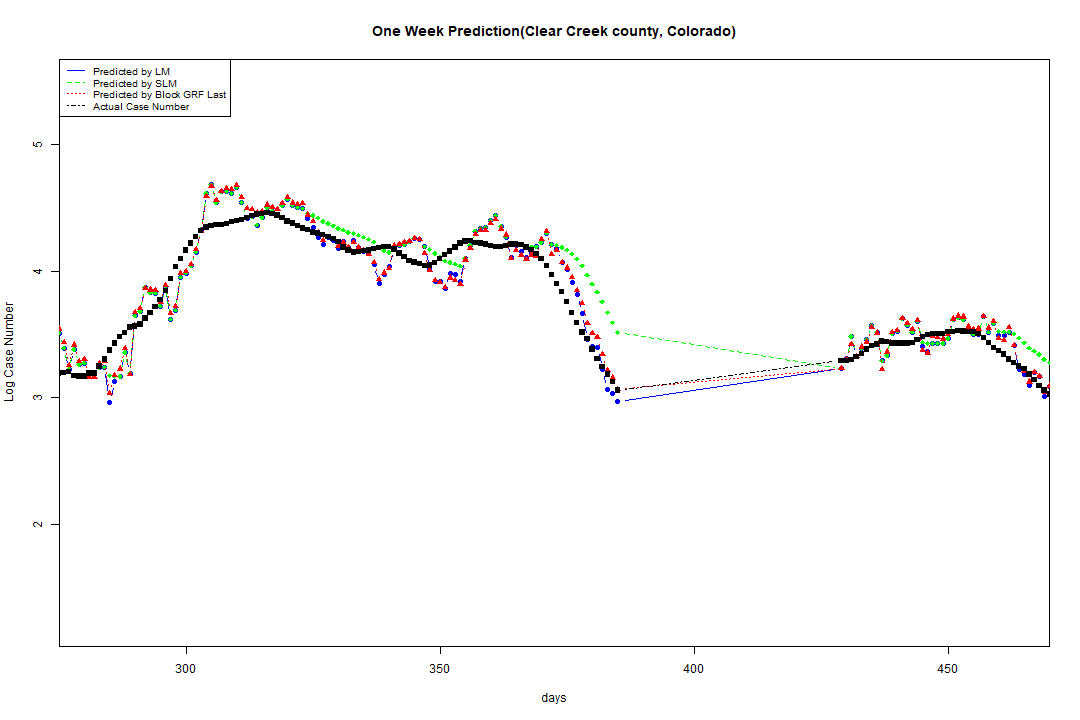 One Week Prediction(Clear Creek county, Colorado)
Predicted by LM
Predicted by SLM
Predicted by Block GRF Last
Actual Case Number
5
4
3
2
Log Case Number
300 350 400 450
days